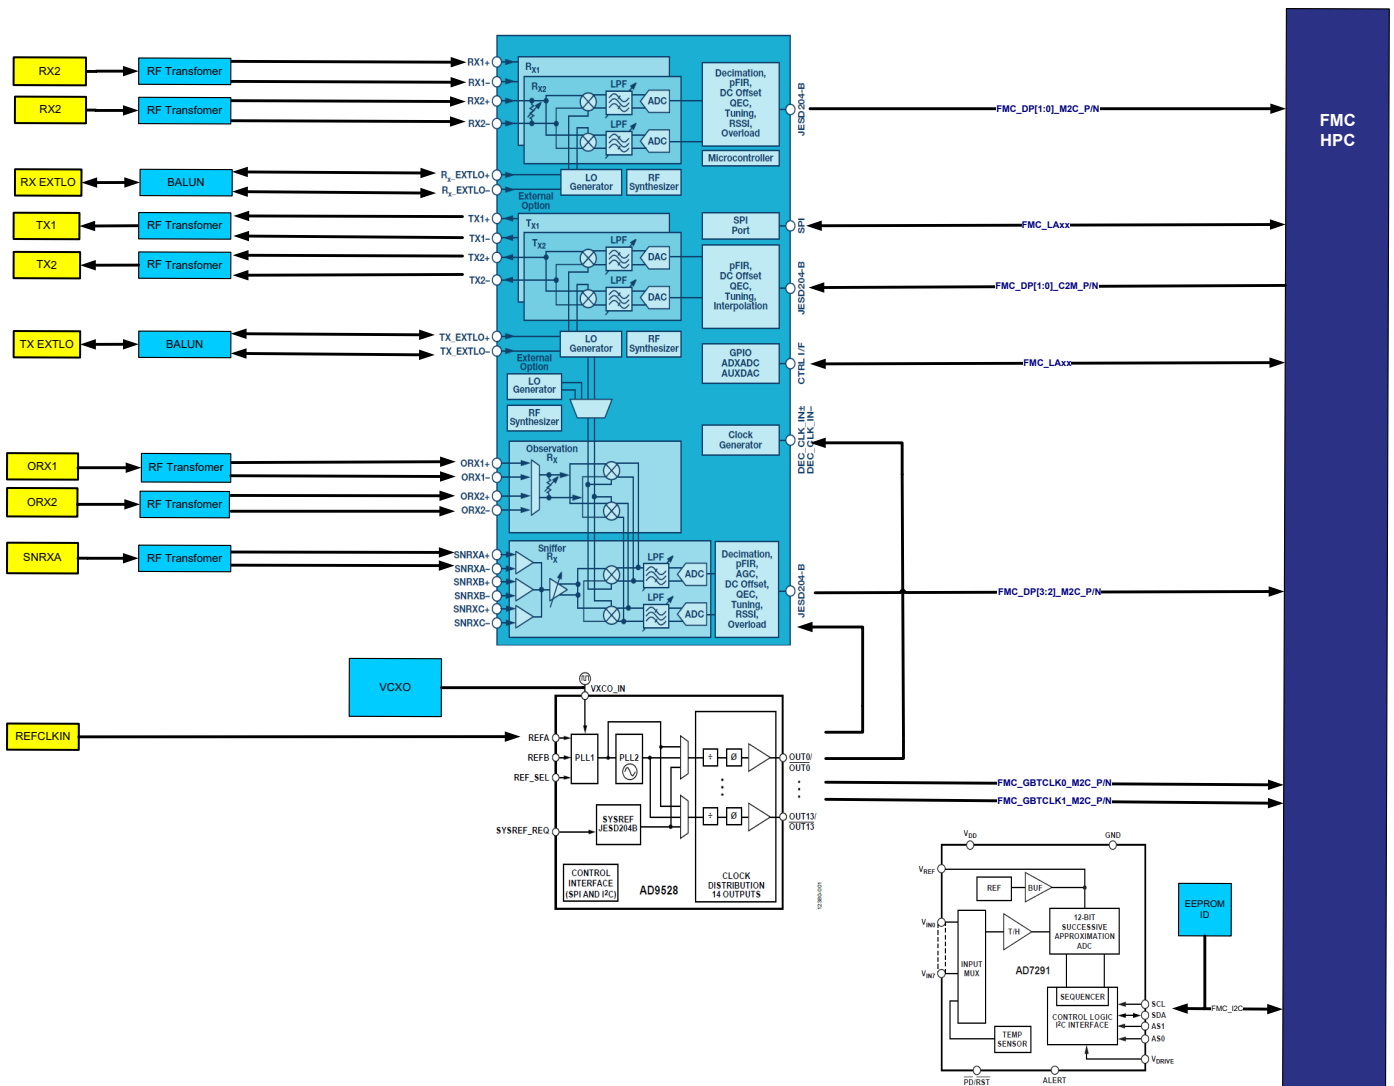 RX2
RF Transfomer
RX2
RF Transfomer
RX EXTLO
BALUN
TX1
RF Transfomer
TX2
RF Transfomer
TX EXTLO
BALUN
ORX1
RF Transfomer
ORX2
RF Transfomer
SNRXA
RF Transfomer
VCXO
REFCLKIN
RX1+
RX1–
RX2+
RX2–
RX_EXTLO+
RX_EXTLO–
TX1+
TX1–
TX2+
TX2–
TX_EXTLO+
TX_EXTLO–
ORX1+
ORX1–
ORX2+
ORX2–
SNRXA+
SNRXA–
SNRXB+
SNRXB–
SNRXC+
SNRXC–
RX1
RX2
LPF
ADC
LPF
ADC
Decimation,
pFIR,
DC Offset
QEC,
Tuning,
RSSI,
Overload
Microcontroller
LO
Generator
RF
Synthesizer
External
Option
TX1
TX2
LPF
DAC
LPF
DAC
SPI
Port
pFIR,
DC Offset
QEC,
Tuning,
Interpolation
LO
Generator
RF
Synthesizer
External
Option
GPIO
ADXADC
AUXDAC
LO
Generator
RF
Synthesizer
Clock
Generator
Observation
RX
Sniffer
RX
LPF
ADC
LPF
ADC
Decimation,
pFIR,
AGC,
DC Offset,
QEC,
Tuning,
RSSI,
Overload
JESD204-B
SPI
JESD204-B
CTRL I/F
DEC_CLK_IN±
DEC_CLK_IN–
JESD204-B
FMC_DP[1:0]_M2C_P/N
FMC_LAxx
FMC_DP[1:0]_C2M_P/N
FMC_LAxx
FMC_DP[3:2]_M2C_P/N
FMC_GBTCLK0_M2C_P/N
FMC_GBTCLK1_M2C_P/N
FMC
HPC
VXCO_IN
REFA
REFB
REF_SEL
SYSREF_REQ
PLL1
PLL2
÷
Ø
OUT0/
OUT0
÷
Ø
OUT13/
OUT13
SYSREF
JESD204B
CONTROL
INTERFACE
(SPI AND I²C)
AD9528
CLOCK
DISTRIBUTION
14 OUTPUTS
12380-001
VDD
GND
VREF
REF
BUF
VIN0
VIN7
T/H
12-BIT
SUCCESSIVE
APPROXIMATION
ADC
INPUT
MUX
AD7291
SEQUENCER
CONTROL LOGIC
I²C INTERFACE
TEMP
SENSOR
SCL
SDA
AS1
AS0
VDRIVE
PD/RST
ALERT
EEPROM
ID
FMC_I2C